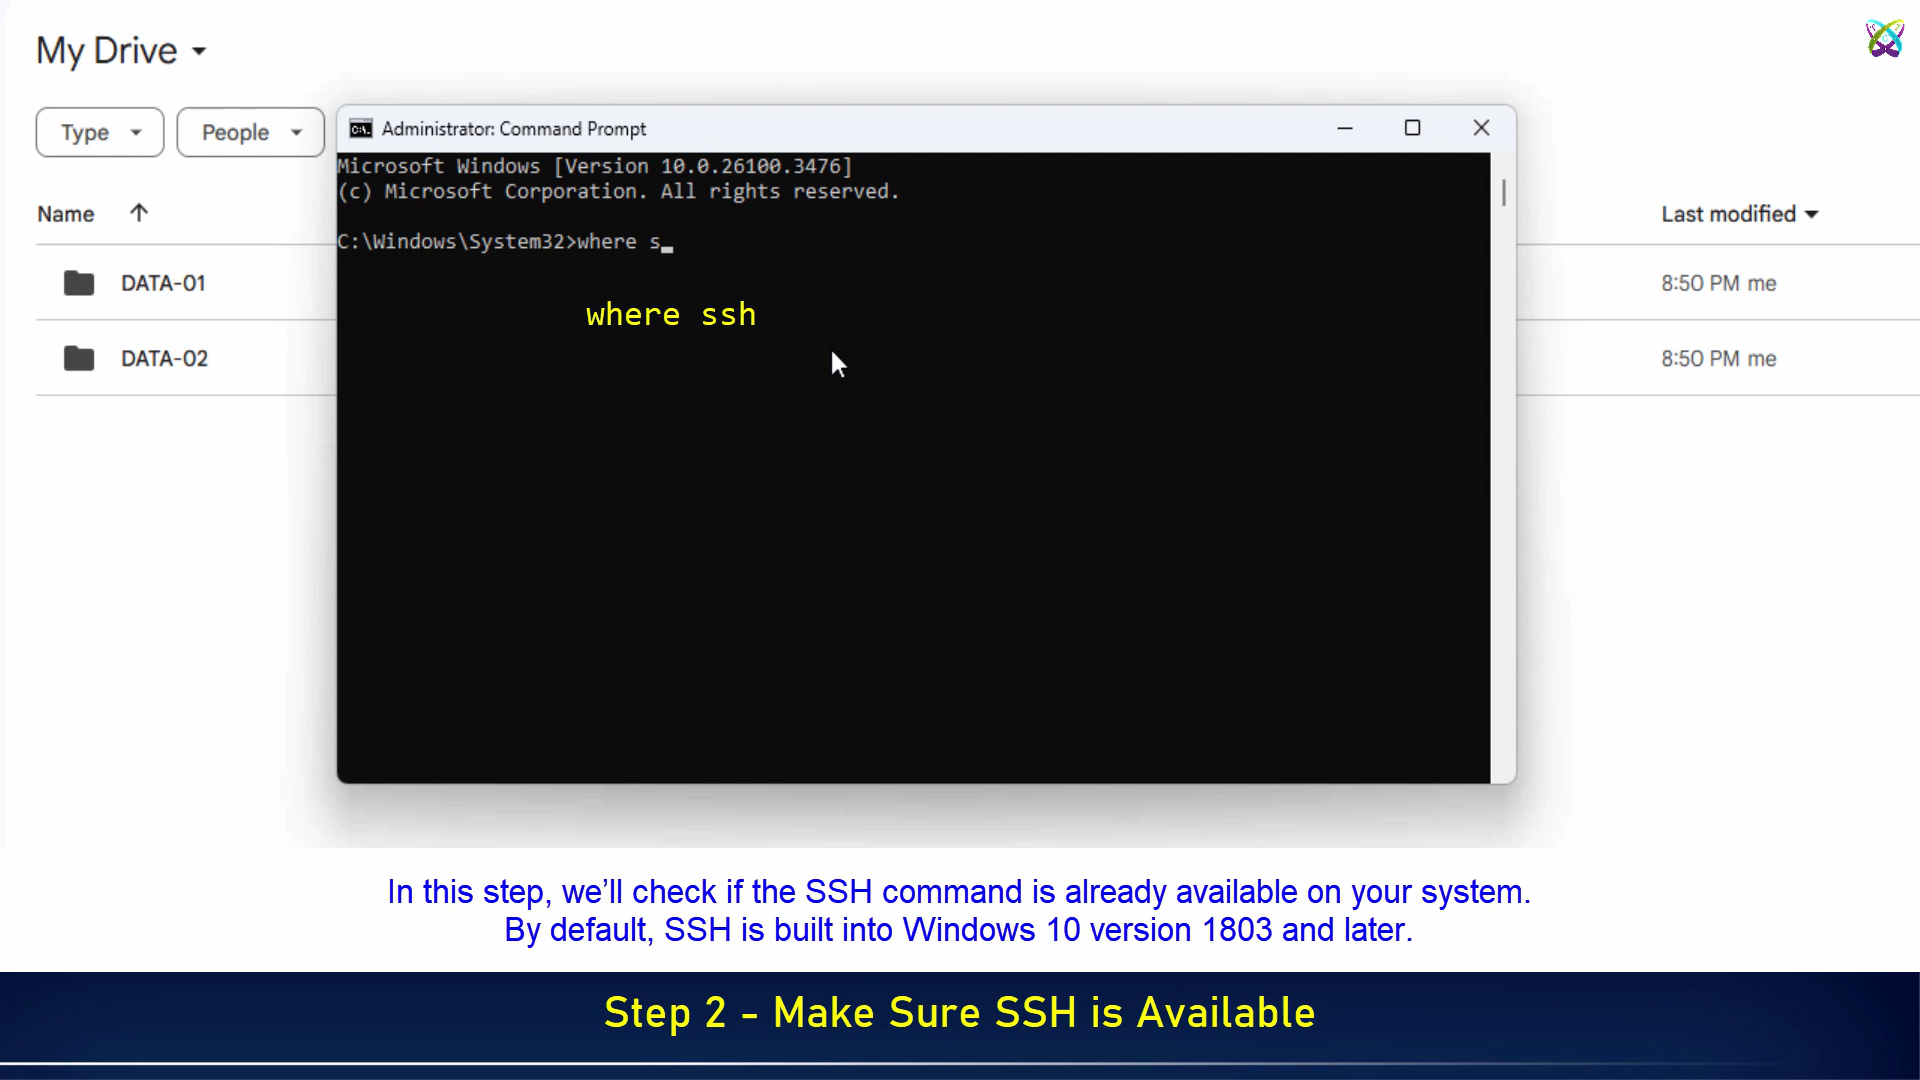 My Drive
Type
People
Administrator: Command Prompt
Microsoft Windows [Version 10.0.26100.3476]
(c) Microsoft Corporation. All rights reserved.
Name
Last modified
C:\Windows\System32>where s_
DATA-01
8:50 PM me
where ssh
DATA-02
8:50 PM me
In this step, we’ll check if the SSH command is already available on your system.
By default, SSH is built into Windows 10 version 1803 and later.
Step 2 - Make Sure SSH is Available